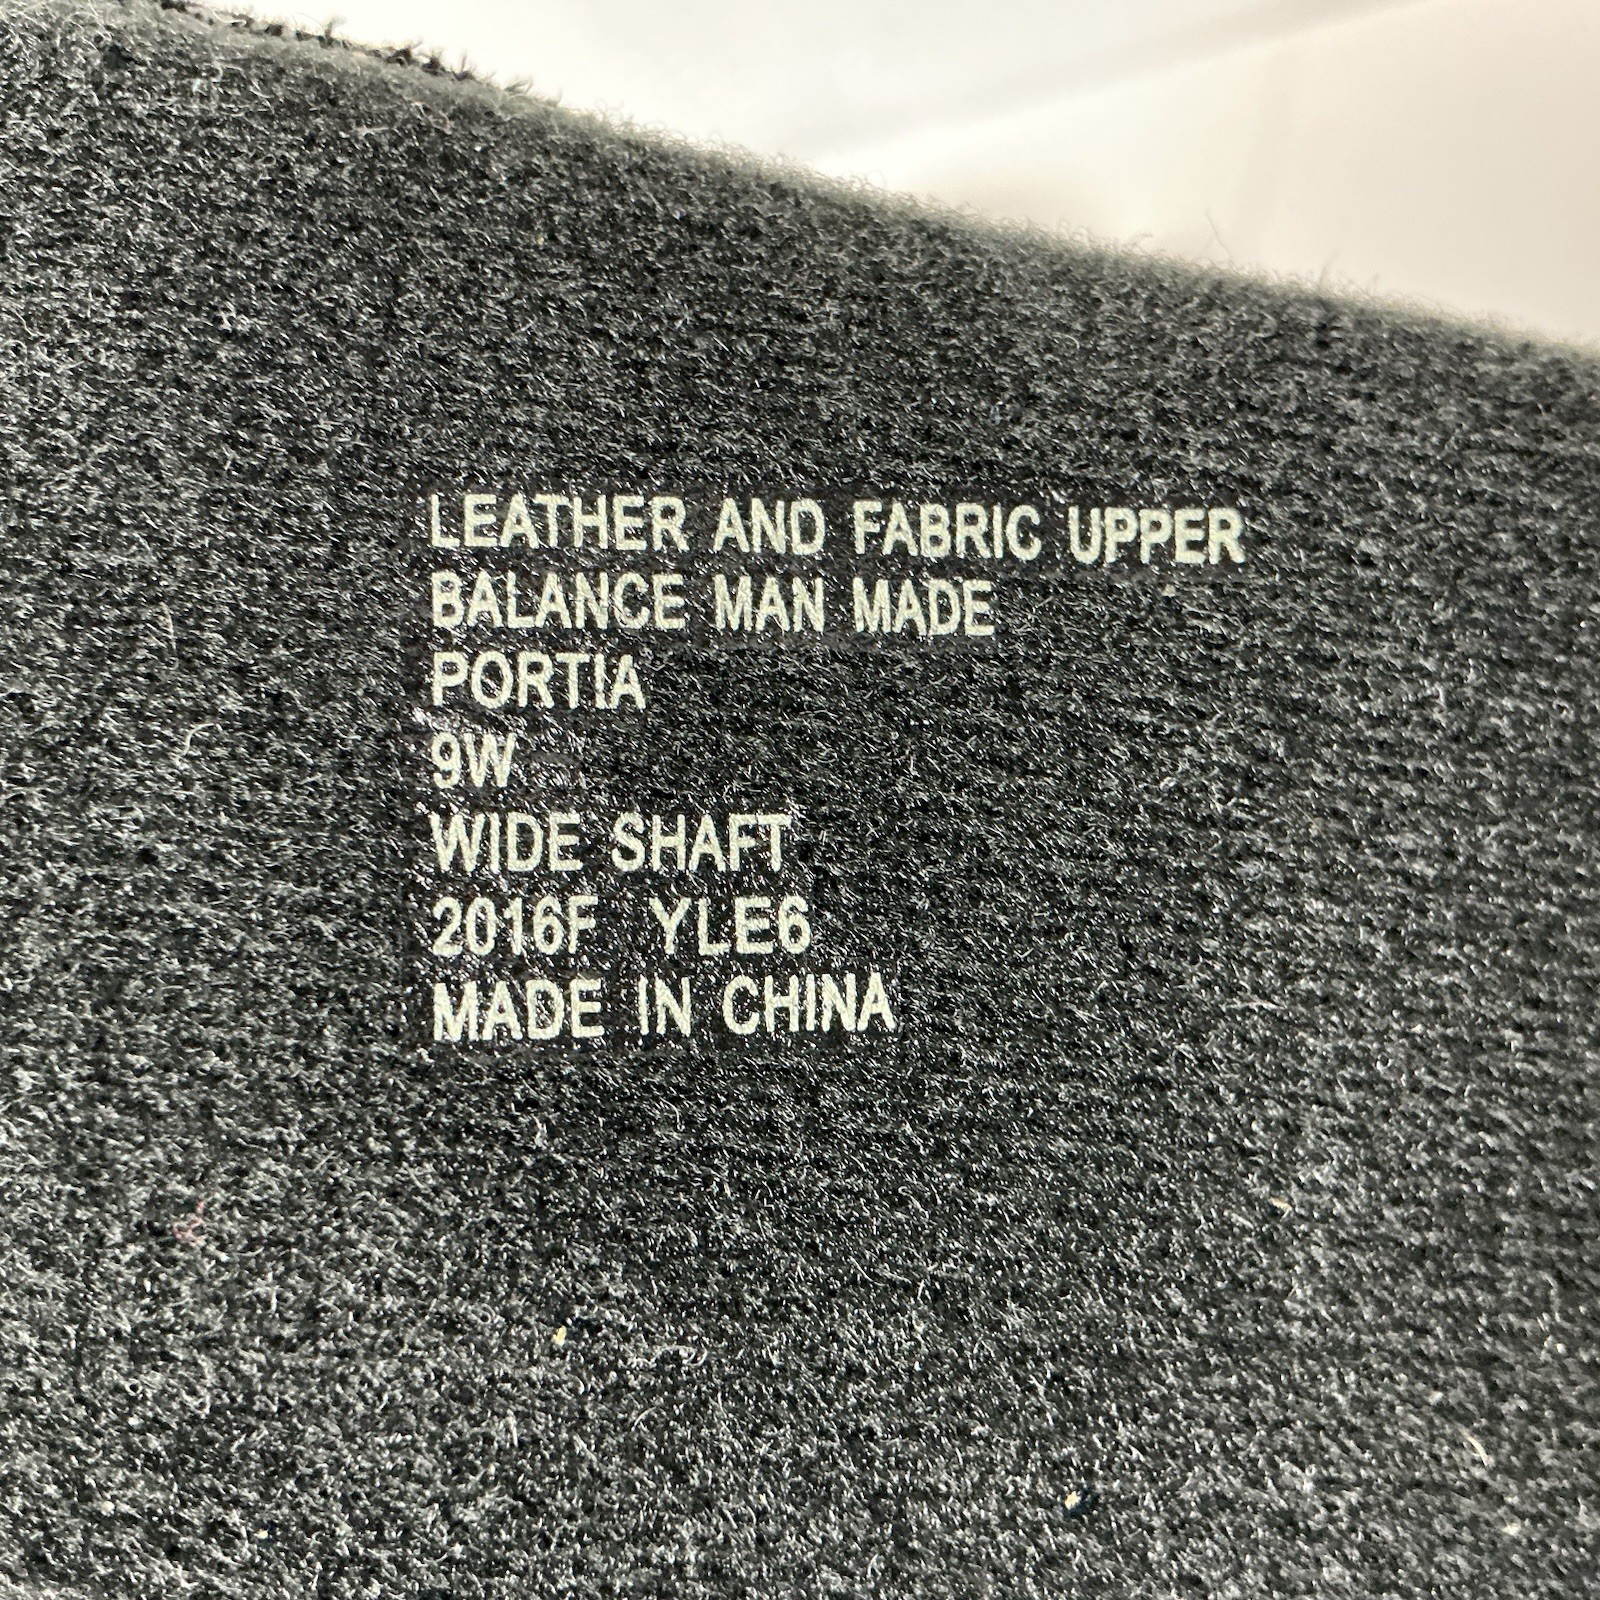 LEATHER AND FABRIC UPPER
BALANCE MAN MADE
PORTIA
9W
WIDE SHAFT
2016F YLE6
MADE IN CHINA